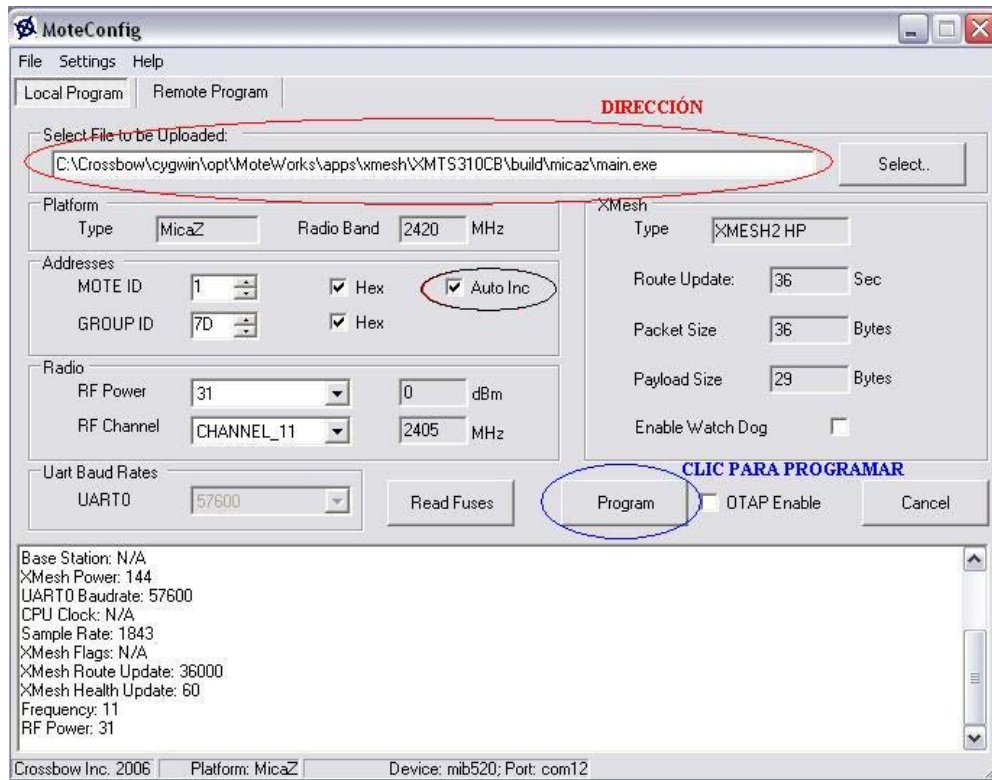 MoteConfig
File Settings Help
Local Program Remote Program
DIRECCIÓN
Select File to be Uploaded:
C:\Crossbow\cygwin\opt\MoteWorks\apps\xmesh\XMTS310CB\build\micaz\main.exe Select..
Platform
Type MicaZ Radio Band 2420 MHz
Addresses
MOTE ID 1 Hex Auto Inc
GROUP ID 7D Hex
Radio
RF Power 31 0 dBm
RF Channel CHANNEL_11 2405 MHz
XMesh
Type XMESH2 HP
Route Update: 36 Sec
Packet Size 36 Bytes
Payload Size 29 Bytes
Enable Watch Dog
Uart Baud Rates
UART0 57600
Read Fuses
CLIC PARA PROGRAMAR
Program OTAP Enable Cancel
Base Station: N/A
XMesh Power: 144
UART0 Baudrate: 57600
CPU Clock: N/A
Sample Rate: 1843
XMesh Flags: N/A
XMesh Route Update: 36000
XMesh Health Update: 60
Frequency: 11
RF Power: 31
Crossbow Inc. 2006 Platform: MicaZ Device: mib520; Port: com12